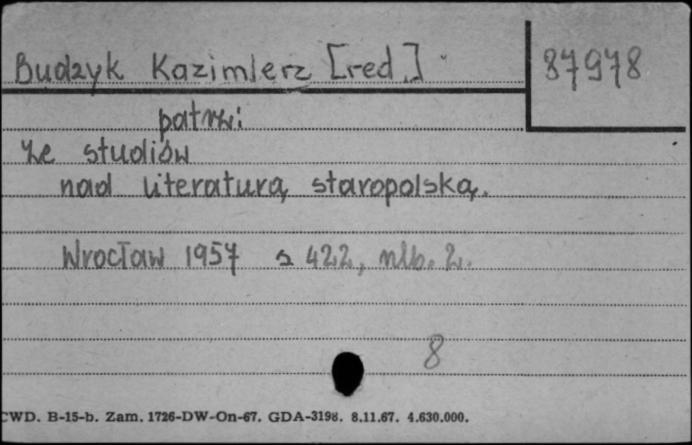 Budzyk Kazimierz [red.]
87978
patrz:
Ze studiów
nad literaturą staropolską.
Wrocław 1957 s 422, nlb. 2.
8
CWD. B-15-b. Zam. 1726-DW-On-67. GDA-3198. 8.11.67. 4.630.000.